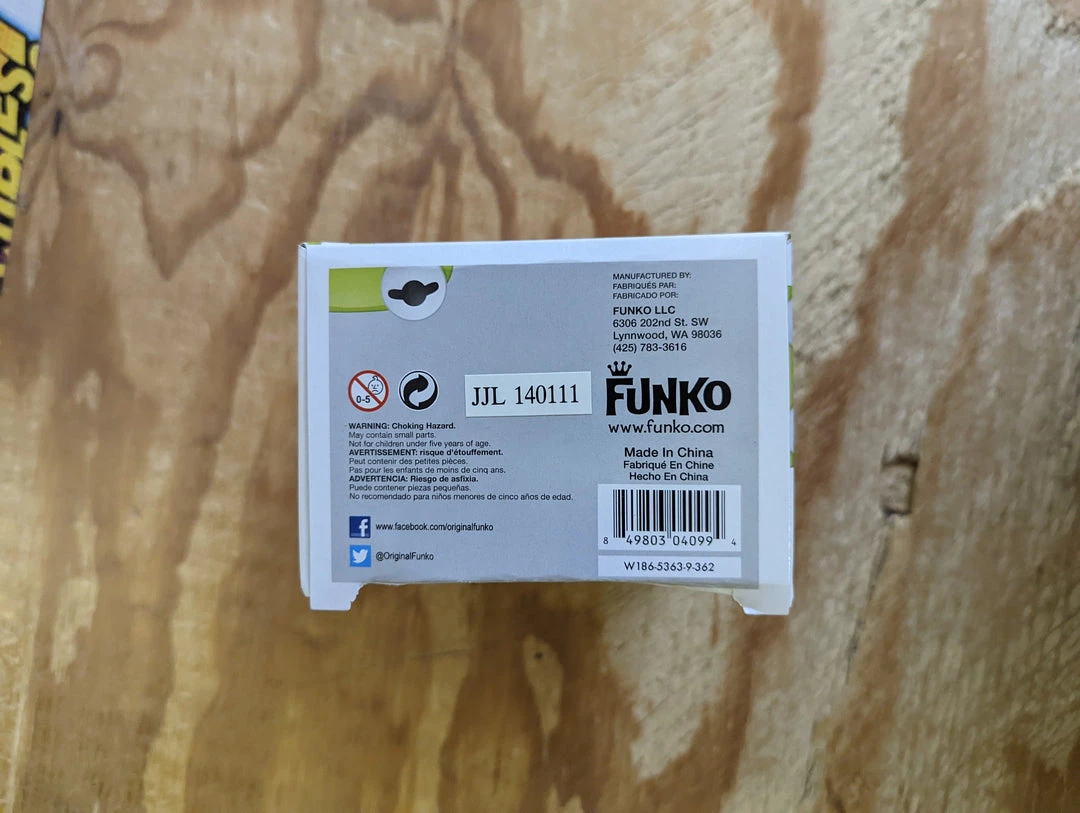 MANUFACTURED BY:
FABRIQUÉS PAR:
FABRICADO POR:
FUNKO LLC
6306 202nd St. SW
Lynnwood, WA 98036
(425) 783-3616
0-5
JJL 140111
FUNKO
www.funko.com
WARNING: Choking Hazard.
May contain small parts.
Not for children under five years of age.
AVERTISSEMENT: risque d'étouffement.
Peut contenir des petites pièces.
Pas pour les enfants de moins de cinq ans.
ADVERTENCIA: Riesgo de asfixia.
Puede contener piezas pequeñas.
No recomendado para niños menores de cinco años de edad.
Made In China
Fabriqué En Chine
Hecho En China
f www.facebook.com/originalfunko
@OriginalFunko
8 49803 04099 4
W186-5363-9-362